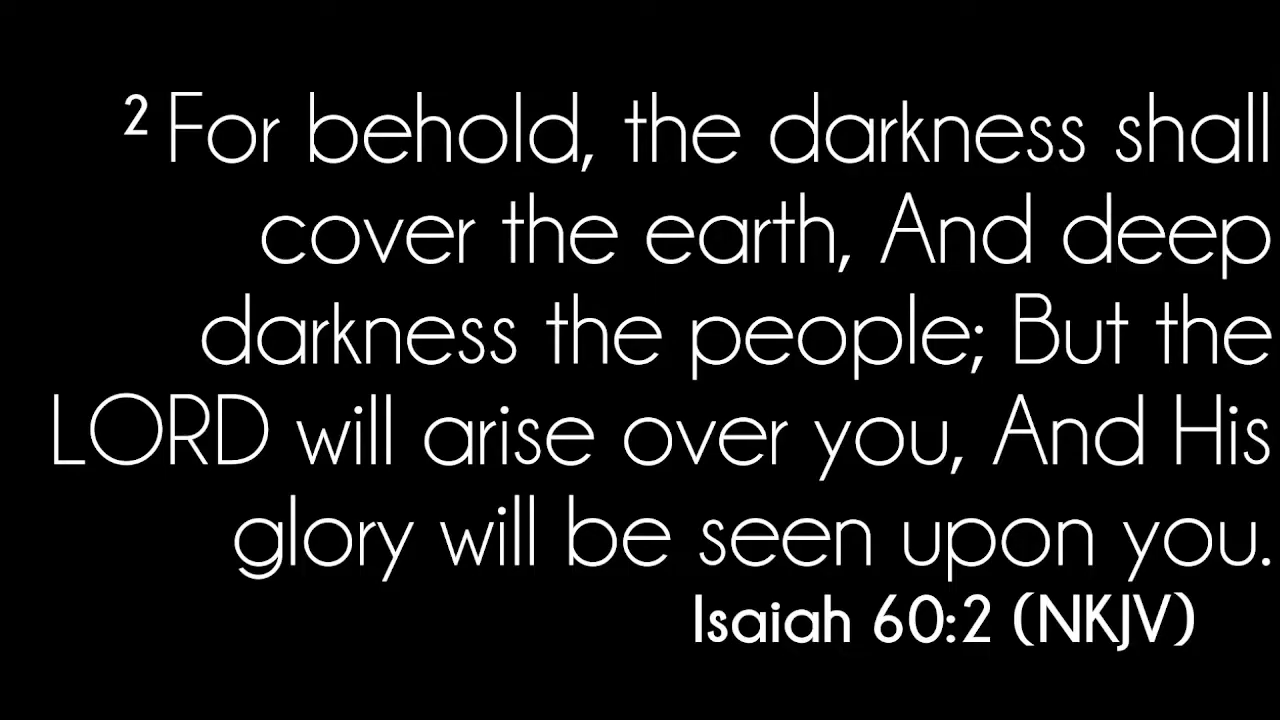 2 For behold, the darkness shall
cover the earth, And deep
darkness the people; But the
LORD will arise over you, And His
glory will be seen upon you.
Isaiah 60:2 (NKJV)